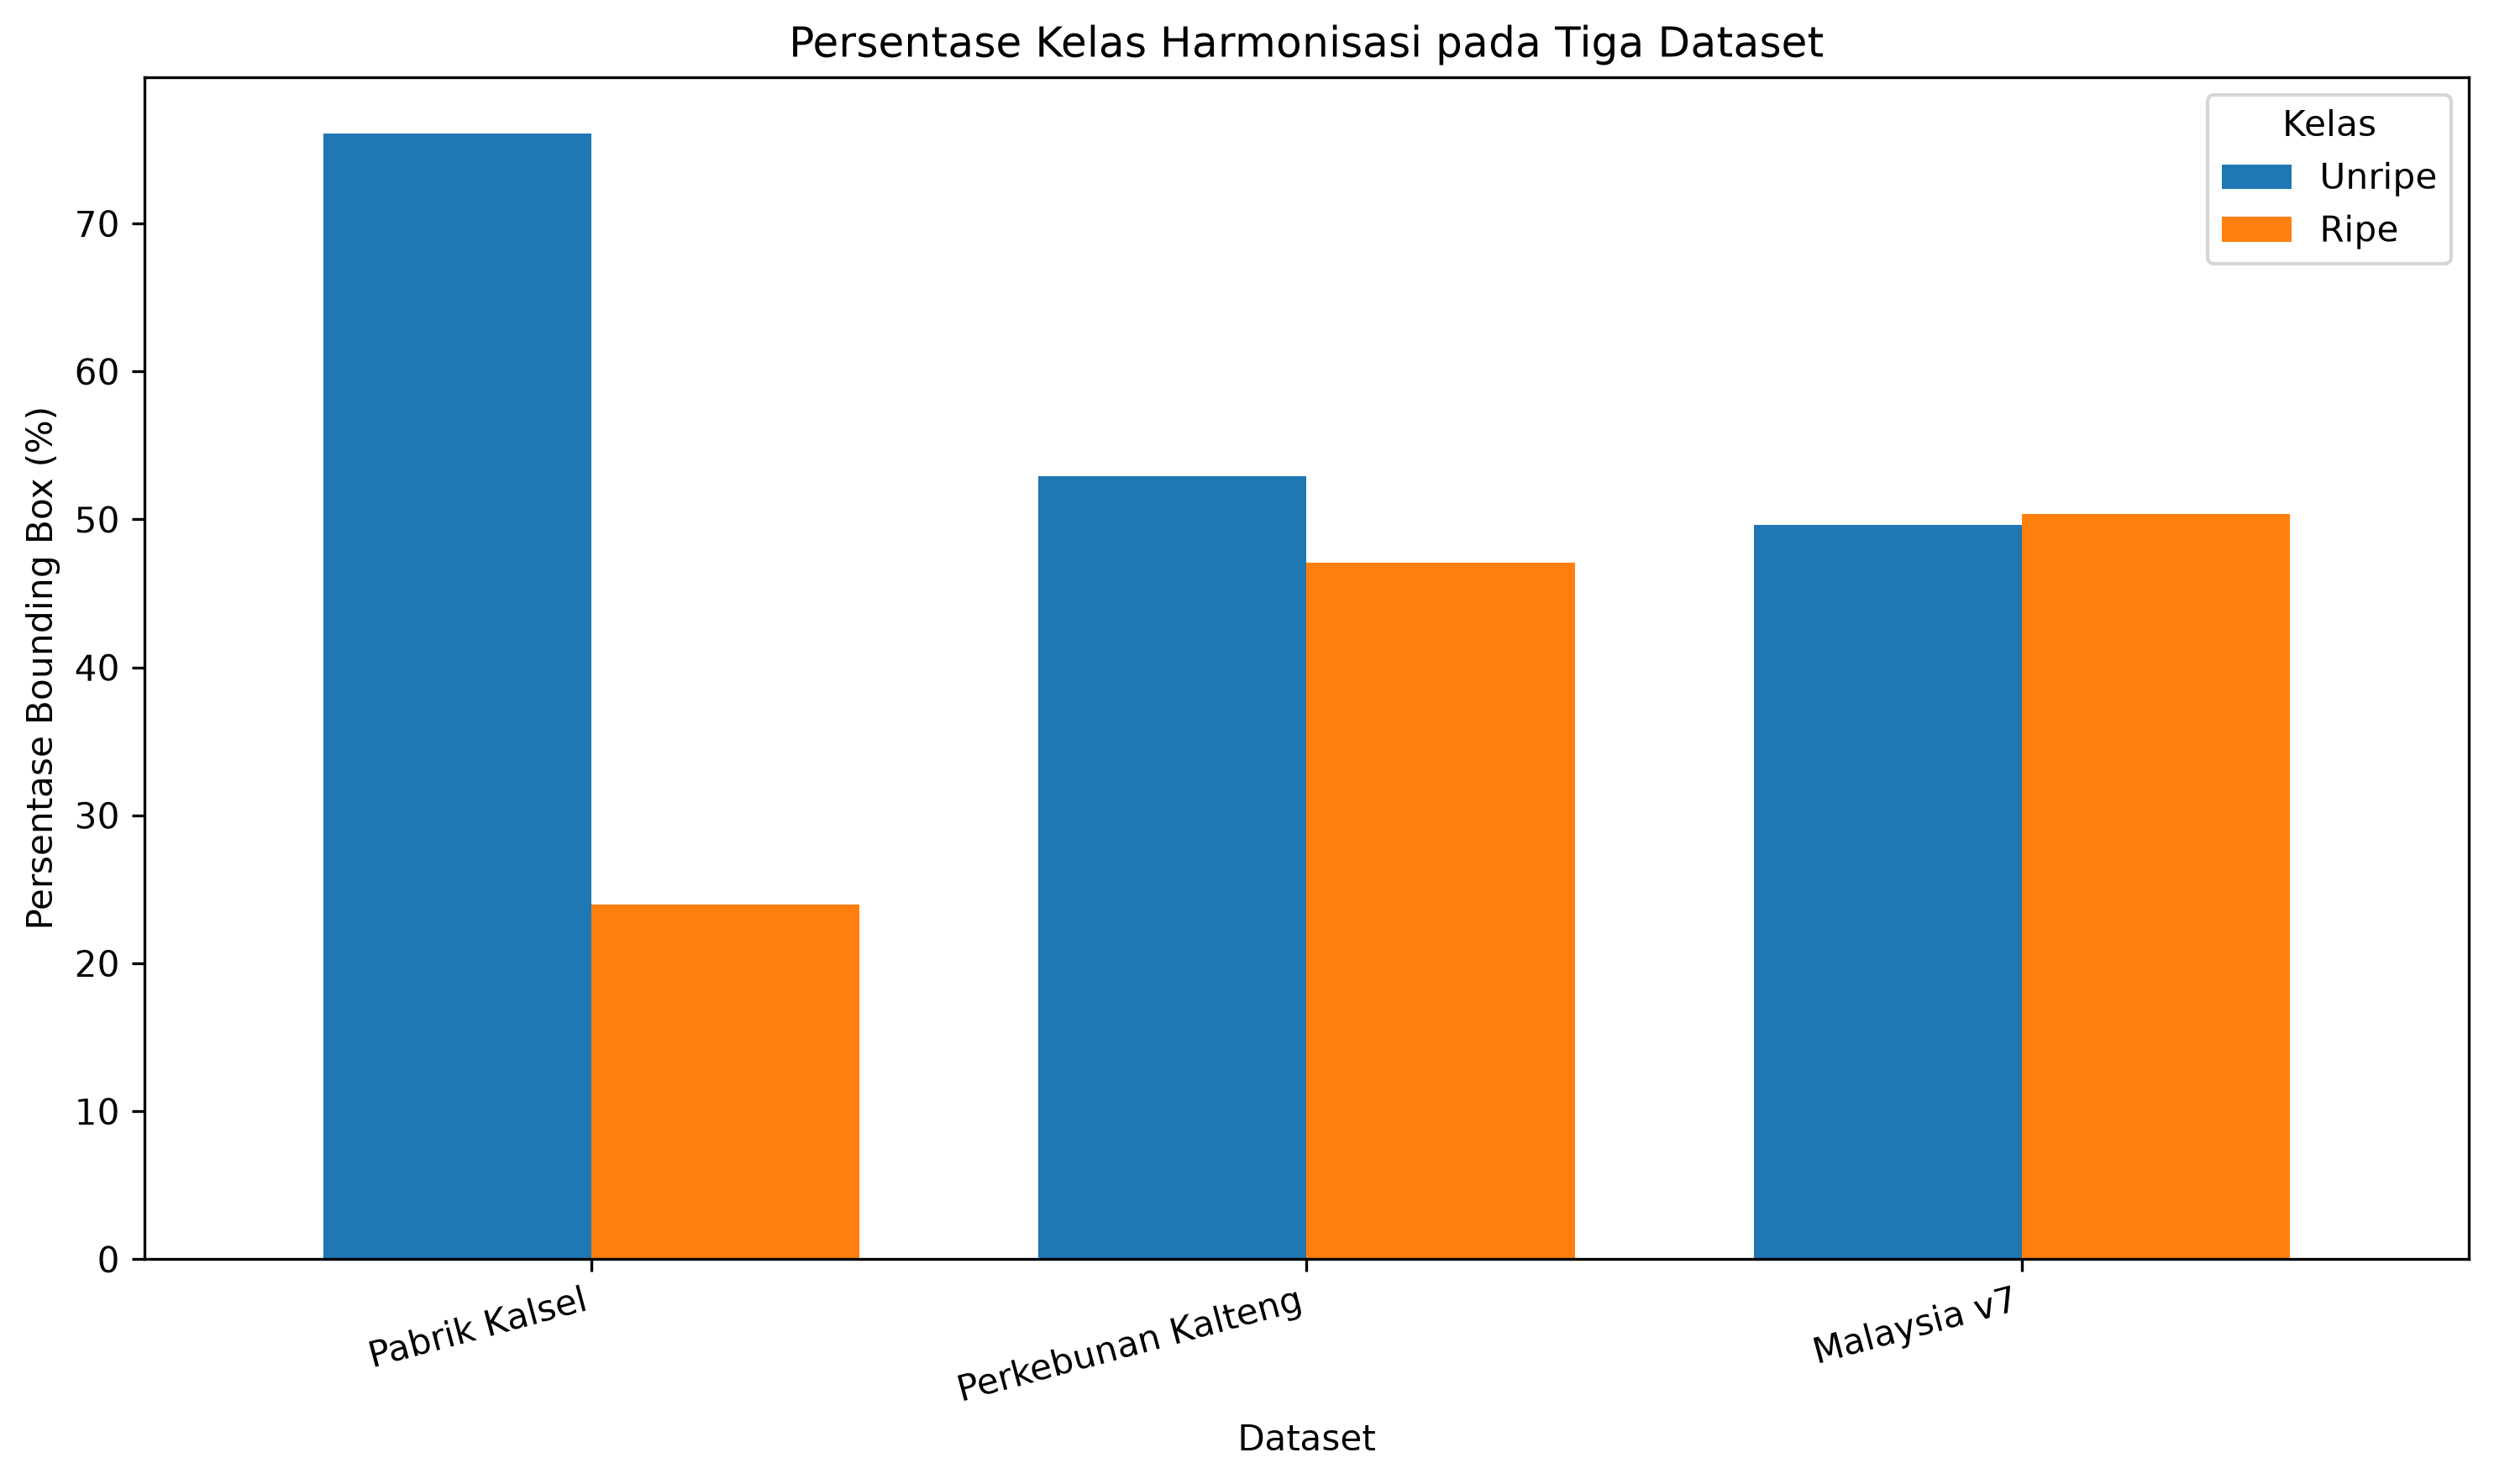 Persentase Kelas Harmonisasi pada Tiga Dataset
Kelas
Unripe
Ripe
Persentase Bounding Box (%)
70
60
50
40
30
20
10
0
Pabrik Kalsel
Perkebunan Kalteng
Malaysia v7
Dataset